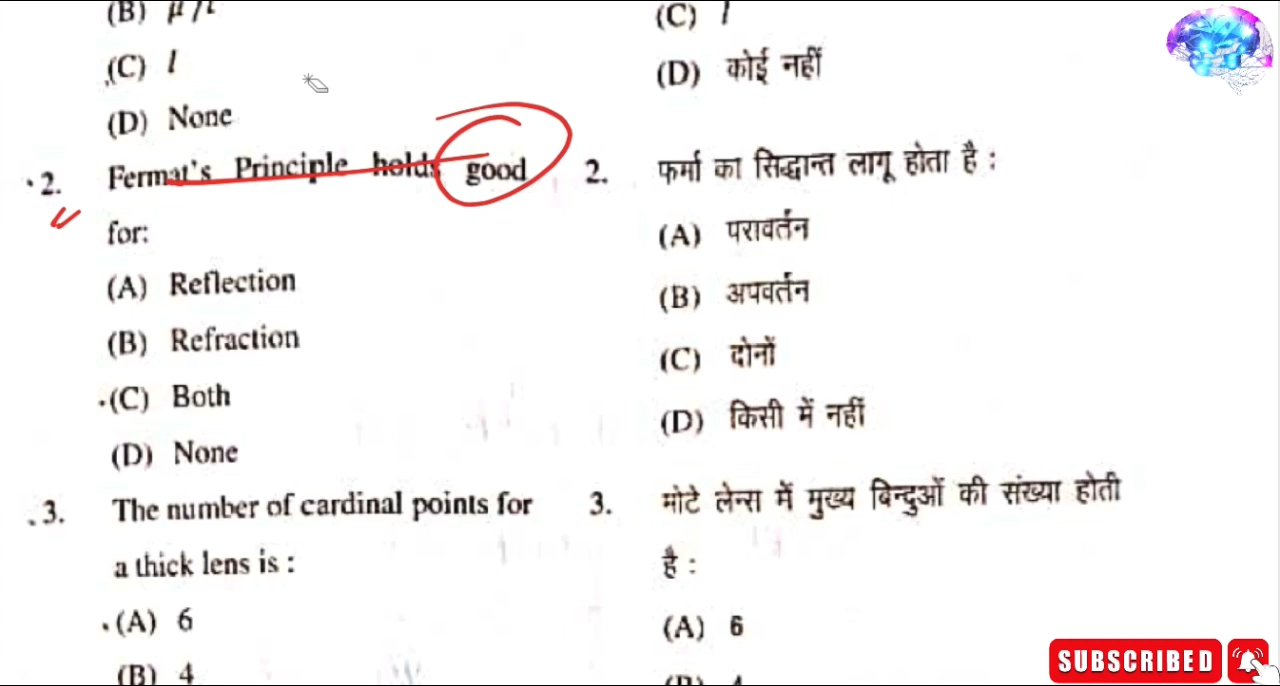 (B) μ/l
(C) l
(D) None
2. Fermat's Principle holds good
for:
(A) Reflection
(B) Refraction
(C) Both
(D) None
3. The number of cardinal points for
a thick lens is :
(A) 6
(B) 4
(C) l
(D) कोई नहीं
2. फर्मा का सिद्धान्त लागू होता है :
(A) परावर्तन
(B) अपवर्तन
(C) दोनों
(D) किसी में नहीं
3. मोटे लेन्स में मुख्य बिन्दुओं की संख्या होती
है :
(A) 6
SUBSCRIBED